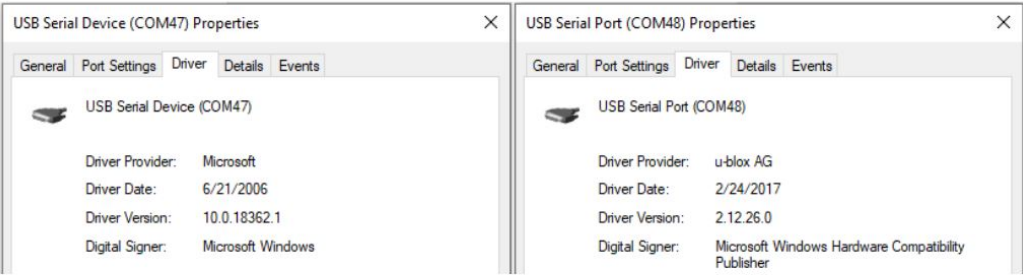 USB Serial Device (COM47) Properties
General Port Settings Driver Details Events
USB Serial Device (COM47)
Driver Provider: Microsoft
Driver Date: 6/21/2006
Driver Version: 10.0.18362.1
Digital Signer: Microsoft Windows
USB Serial Port (COM48) Properties
General Port Settings Driver Details Events
USB Serial Port (COM48)
Driver Provider: u-blox AG
Driver Date: 2/24/2017
Driver Version: 2.12.26.0
Digital Signer: Microsoft Windows Hardware Compatibility
Publisher